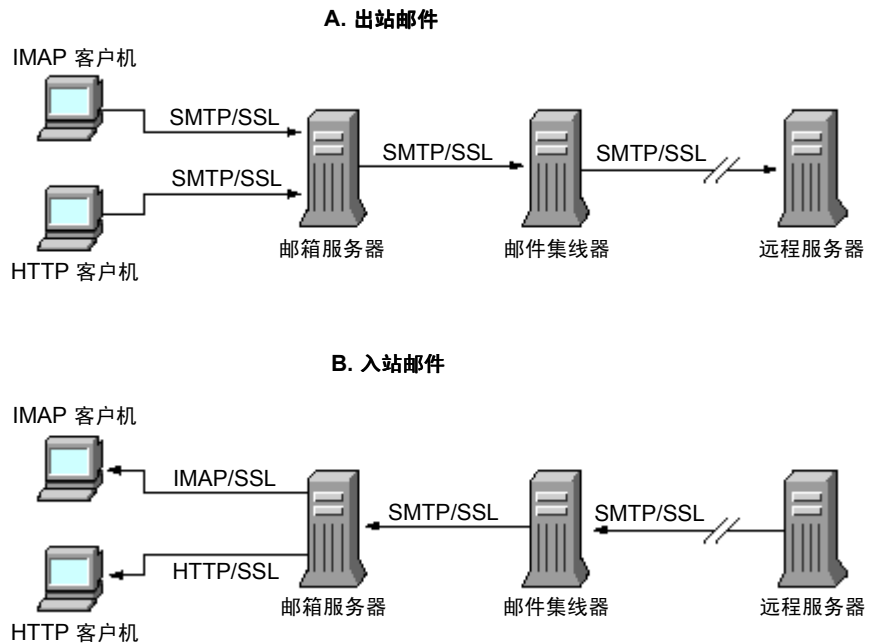 A. 出站邮件
IMAP 客户机
SMTP/SSL
SMTP/SSL
SMTP/SSL
SMTP/SSL
HTTP 客户机
邮箱服务器
邮件集线器
远程服务器
B. 入站邮件
IMAP 客户机
IMAP/SSL
SMTP/SSL
SMTP/SSL
HTTP/SSL
HTTP 客户机
邮箱服务器
邮件集线器
远程服务器